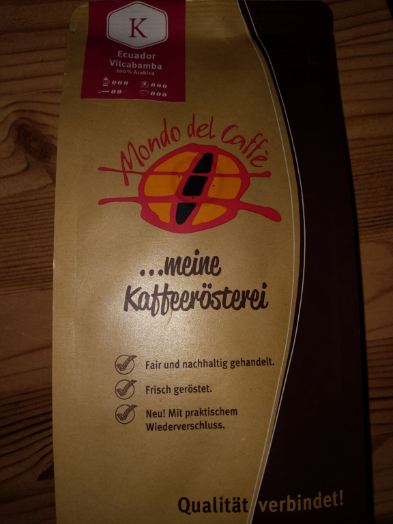 K
Ecuador
Vilcabamba
100% Arabica
Mondo del Caffè
...meine
Kaffeerösterei
Fair und nachhaltig gehandelt.
Frisch geröstet.
Neu! Mit praktischem
Wiederverschluss.
Qualität verbindet!